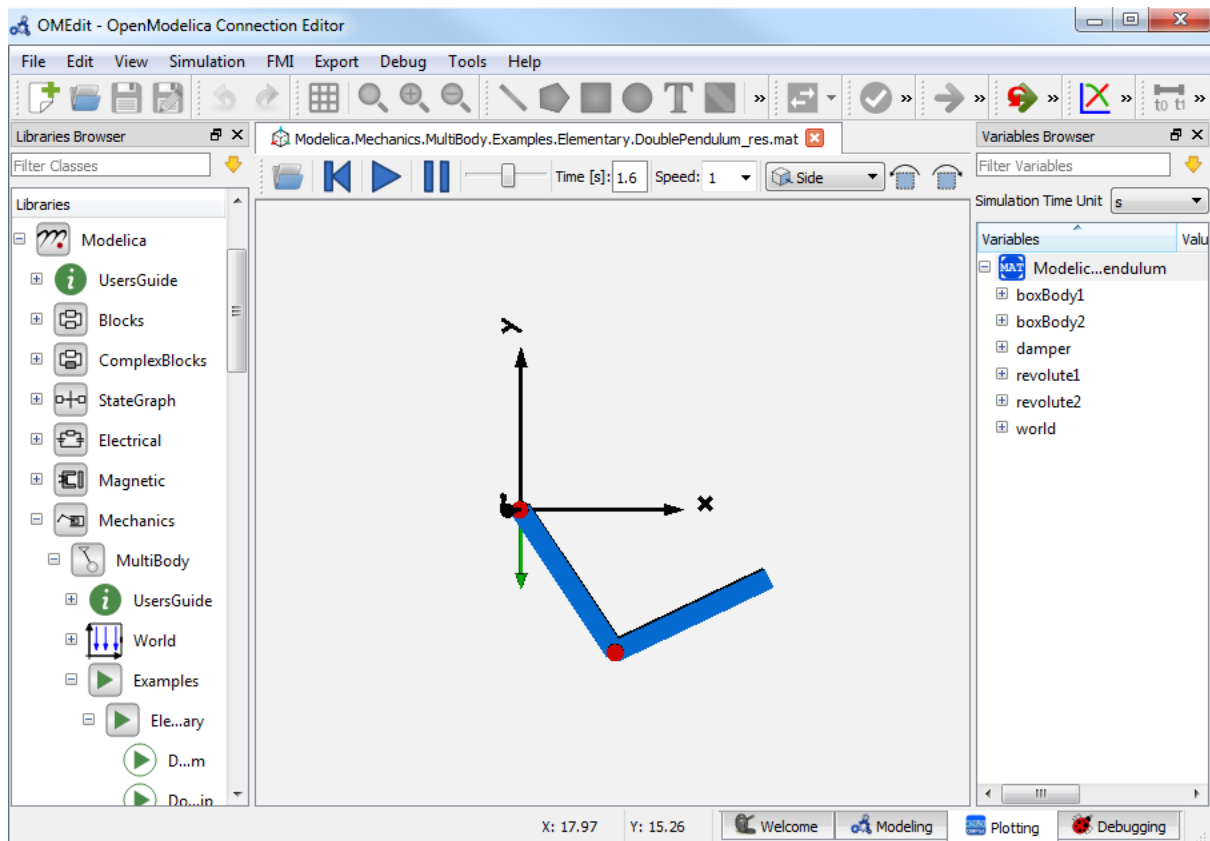 OMEdit - OpenModelica Connection Editor
File Edit View Simulation FMI Export Debug Tools Help
T » » » » » to t1 »
Libraries Browser
Filter Classes
Libraries
Modelica
UsersGuide
Blocks
ComplexBlocks
StateGraph
Electrical
Magnetic
Mechanics
MultiBody
UsersGuide
World
Examples
Ele...ary
D...m
Do...ip
Modelica.Mechanics.MultiBody.Examples.Elementary.DoublePendulum_res.mat
Time [s]: 1.6 Speed: 1 Side
Y
x
Variables Browser
Filter Variables
Simulation Time Unit s
Variables Valu
MAT Modelic...endulum
boxBody1
boxBody2
damper
revolute1
revolute2
world
X: 17.97 Y: 15.26 Welcome Modeling Plotting Debugging